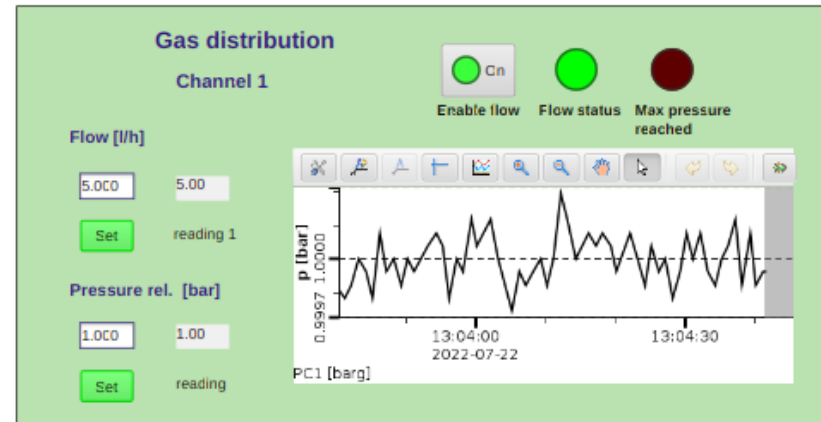 Gas distribution
Channel 1
On
Enable flow
Flow status
Max pressure
reached
Flow [l/h]
5.000
5.00
Set
reading 1
Pressure rel. [bar]
1.000
1.00
Set
reading
p [bar]
0.9997 1.0000
13:04:00
13:04:30
2022-07-22
PC1 [barg]